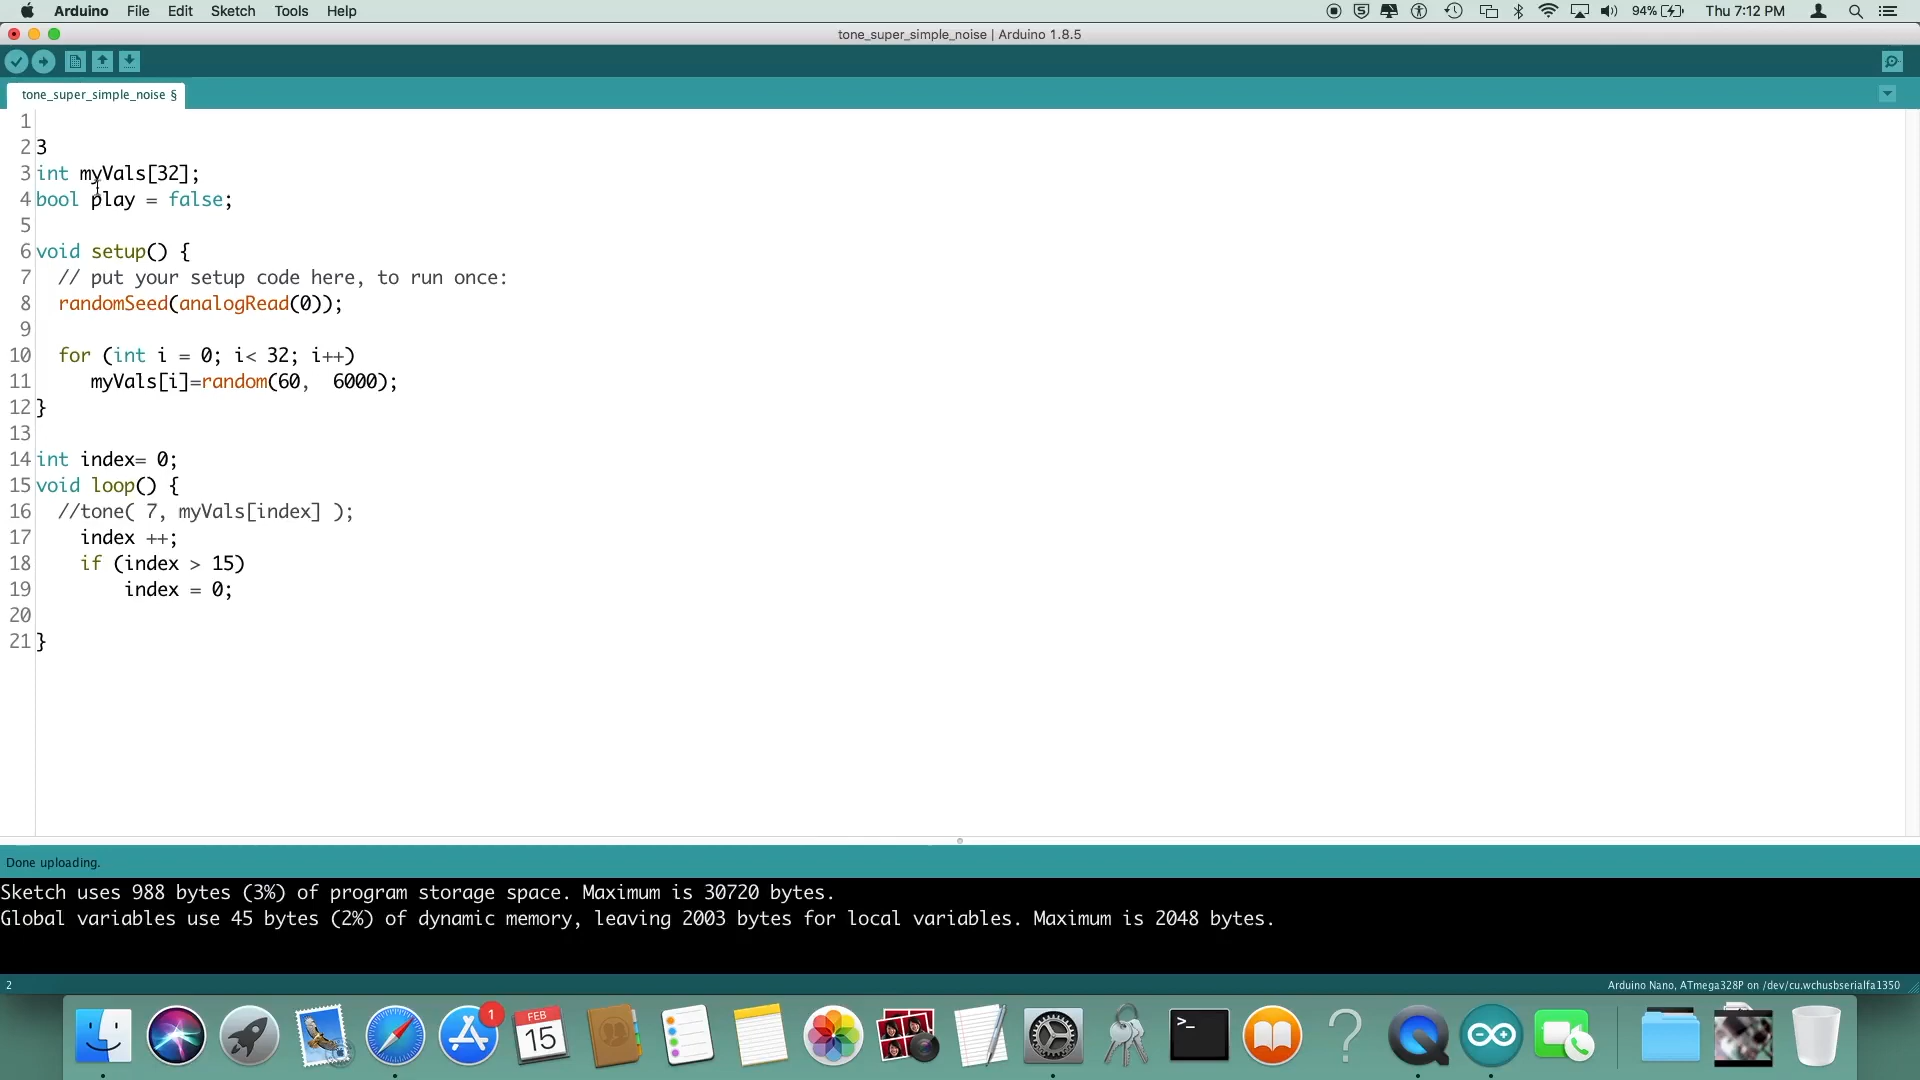 Arduino File Edit Sketch Tools Help 94% Thu 7:12 PM
tone_super_simple_noise | Arduino 1.8.5
tone_super_simple_noise §
1
2 3
3 int myVals[32];
4 bool play = false;
5
6 void setup() {
7 // put your setup code here, to run once:
8 randomSeed(analogRead(0));
9
10 for (int i = 0; i< 32; i++)
11 myVals[i]=random(60, 6000);
12 }
13
14 int index= 0;
15 void loop() {
16 //tone( 7, myVals[index] );
17 index ++;
18 if (index > 15)
19 index = 0;
20
21 }
Done uploading.
Sketch uses 988 bytes (3%) of program storage space. Maximum is 30720 bytes.
Global variables use 45 bytes (2%) of dynamic memory, leaving 2003 bytes for local variables. Maximum is 2048 bytes.
2 Arduino Nano, ATmega328P on /dev/cu.wchusbserialfa1350
1
FEB
15
>_
?